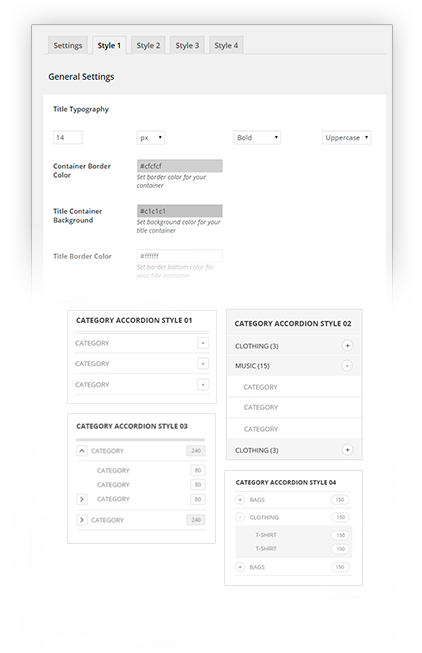 Settings Style 1 Style 2 Style 3 Style 4
General Settings
Title Typography
14 px Bold Uppercase
Container Border
Color
#cfcfcf
Set border color for your
container
Title Container
Background
#c1c1c1
Set background color for your
title container
Title Border Color
#ffffff
Set border bottom color for
your title container
CATEGORY ACCORDION STYLE 01
CATEGORY +
CATEGORY +
CATEGORY +
CATEGORY ACCORDION STYLE 02
CLOTHING (3) +
MUSIC (15) -
CATEGORY
CATEGORY
CATEGORY
CLOTHING (3) +
CATEGORY ACCORDION STYLE 03
CATEGORY 240
CATEGORY 80
CATEGORY 80
CATEGORY 80
CATEGORY 240
CATEGORY ACCORDION STYLE 04
+ BAGS 150
- CLOTHING 150
T-SHIRT 150
T-SHIRT 150
+ BAGS 150